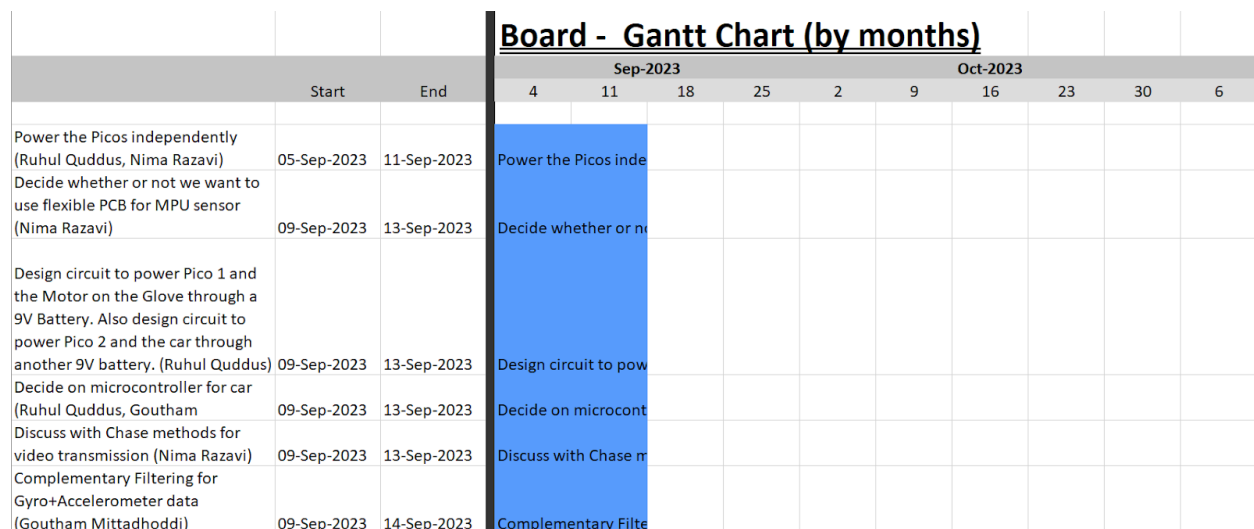 Board -  Gantt Chart (by months)
Sep-2023 Oct-2023
Start End 4 11 18 25 2 9 16 23 30 6
Power the Picos independently
(Ruhul Quddus, Nima Razavi) 05-Sep-2023 11-Sep-2023 Power the Picos inde
Decide whether or not we want to
use flexible PCB for MPU sensor
(Nima Razavi) 09-Sep-2023 13-Sep-2023 Decide whether or no
Design circuit to power Pico 1 and
the Motor on the Glove through a
9V Battery. Also design circuit to
power Pico 2 and the car through
another 9V battery. (Ruhul Quddus) 09-Sep-2023 13-Sep-2023 Design circuit to pow
Decide on microcontroller for car
(Ruhul Quddus, Goutham 09-Sep-2023 13-Sep-2023 Decide on microcont
Discuss with Chase methods for
video transmission (Nima Razavi) 09-Sep-2023 13-Sep-2023 Discuss with Chase m
Complementary Filtering for
Gyro+Accelerometer data
(Goutham Mittadhoddi) 09-Sep-2023 14-Sep-2023 Complementary Filte